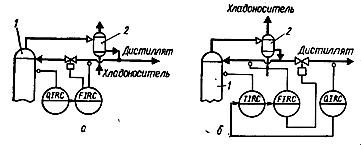 Хладоноситель
1
2
Дистиллят
Хладоноситель
QIRC
FIRC
а
2
Дистиллят
1
TIRC
FIRC
QIRC
б